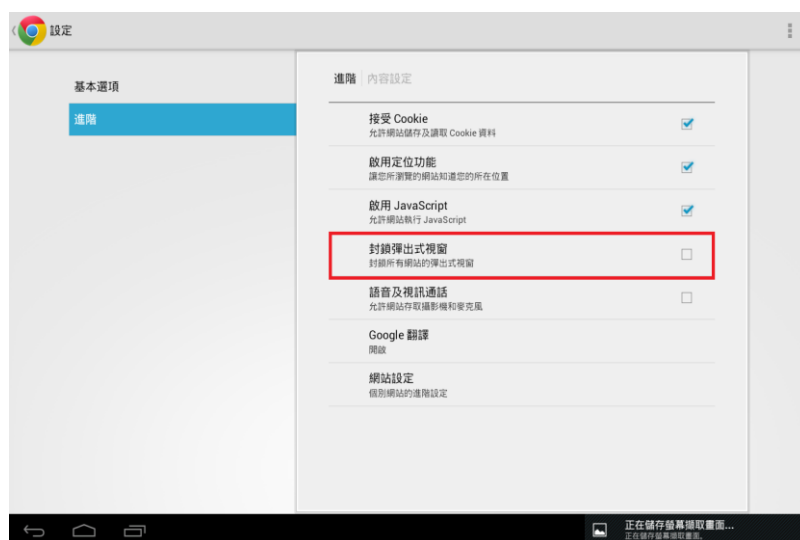 設定
基本選項
進階
進階 內容設定
接受 Cookie
允許網站儲存及讀取 Cookie 資料
啟用定位功能
讓您所瀏覽的網站知道您的所在位置
啟用 JavaScript
允許網站執行 JavaScript
封鎖彈出式視窗
封鎖所有網站的彈出式視窗
語音及視訊通話
允許網站存取攝影機和麥克風
Google 翻譯
開啟
網站設定
個別網站的進階設定
正在儲存螢幕擷取畫面...
正在儲存螢幕擷取畫面。